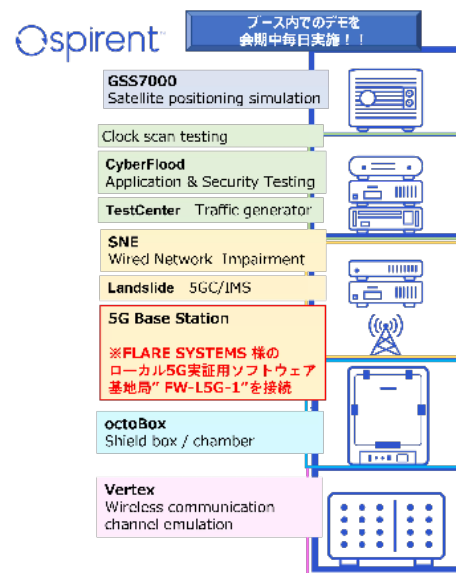 spirent™
ブース内でのデモを
会期中毎日実施！！
GSS7000
Satellite positioning simulation
Clock scan testing
CyberFlood
Application & Security Testing
TestCenter Traffic generator
SNE
Wired Network Impairment
Landslide 5GC/IMS
5G Base Station
※FLARE SYSTEMS 様の
ローカル5G実証用ソフトウェア
基地局” FW-L5G-1”を接続
octoBox
Shield box / chamber
Vertex
Wireless communication
channel emulation